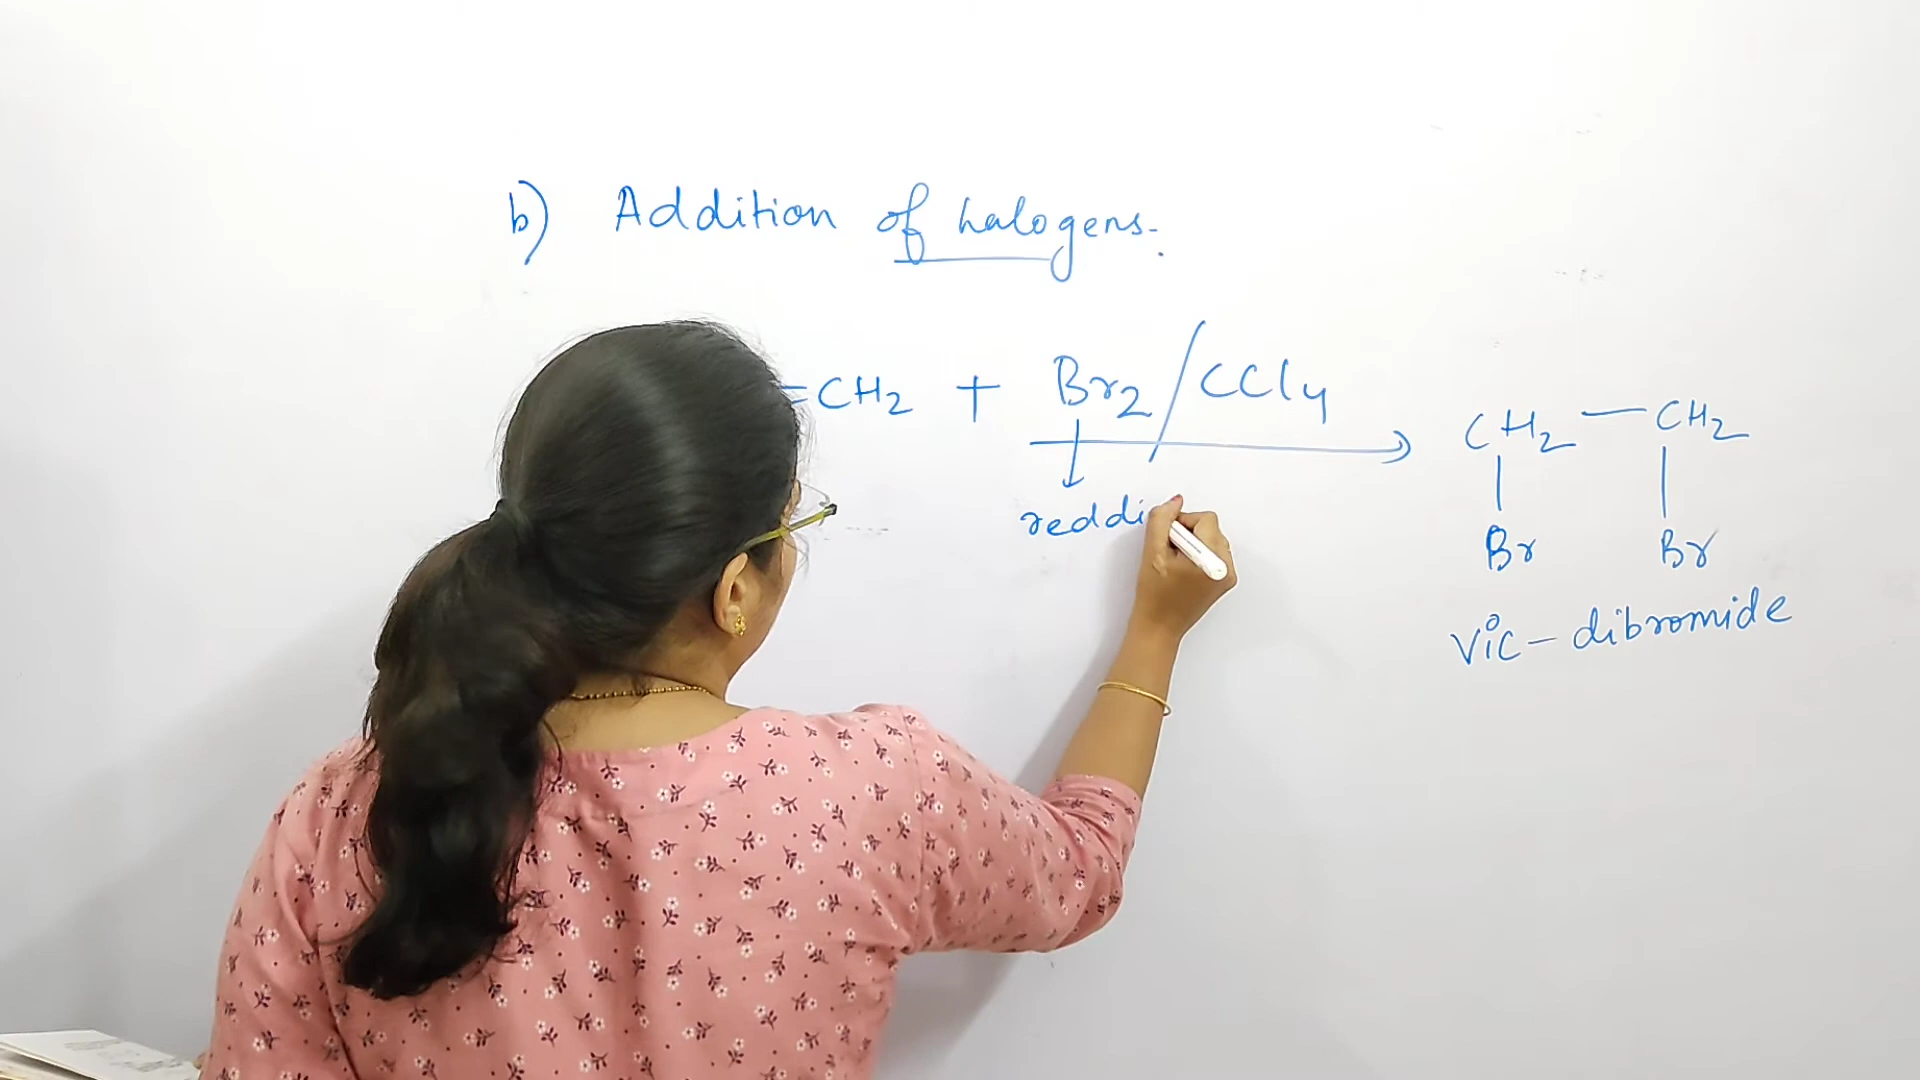 b) Addition of halogens.
=CH2 + Br2/CCl4
CH2 — CH2
reddi
Br Br
Vic - dibromide